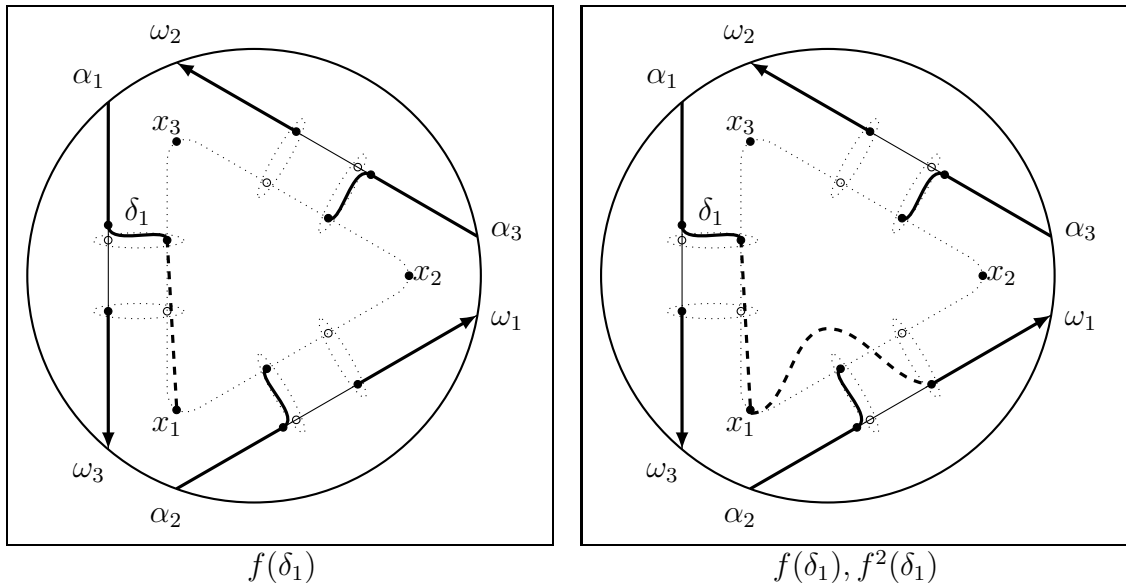 ω₂
α₁
x₃
δ₁
α₃
x₂
ω₁
x₁
ω₃
α₂
f(δ₁)
ω₂
α₁
x₃
δ₁
α₃
x₂
ω₁
x₁
ω₃
α₂
f(δ₁), f²(δ₁)